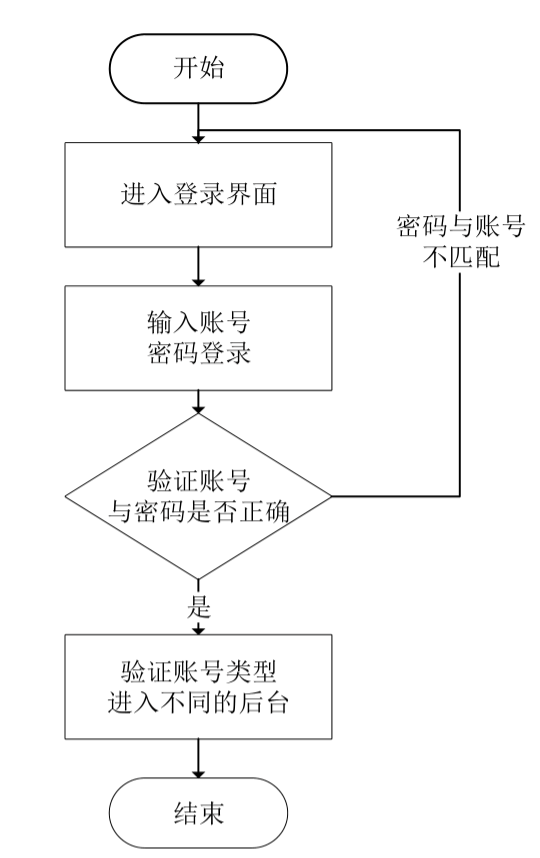 开始
进入登录界面
密码与账号
不匹配
输入账号
密码登录
验证账号
与密码是否正确
是
验证账号类型
进入不同的后台
结束